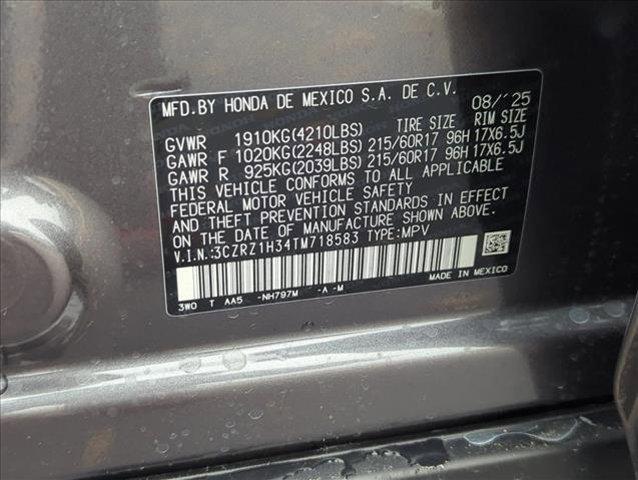 MFD.BY HONDA DE MEXICO S.A. DE C.V. 08/'25
GVWR 1910KG(4210LBS) TIRE SIZE RIM SIZE
GAWR F 1020KG(2248LBS) 215/60R17 96H 17X6.5J
GAWR R 925KG(2039LBS) 215/60R17 96H 17X6.5J
THIS VEHICLE CONFORMS TO ALL APPLICABLE
FEDERAL MOTOR VEHICLE SAFETY
AND THEFT PREVENTION STANDARDS IN EFFECT
ON THE DATE OF MANUFACTURE SHOWN ABOVE.
V.I.N.:3CZRZ1H34TM718583 TYPE:MPV
3W0 T AA5 -NH797M -A -M MADE IN MEXICO